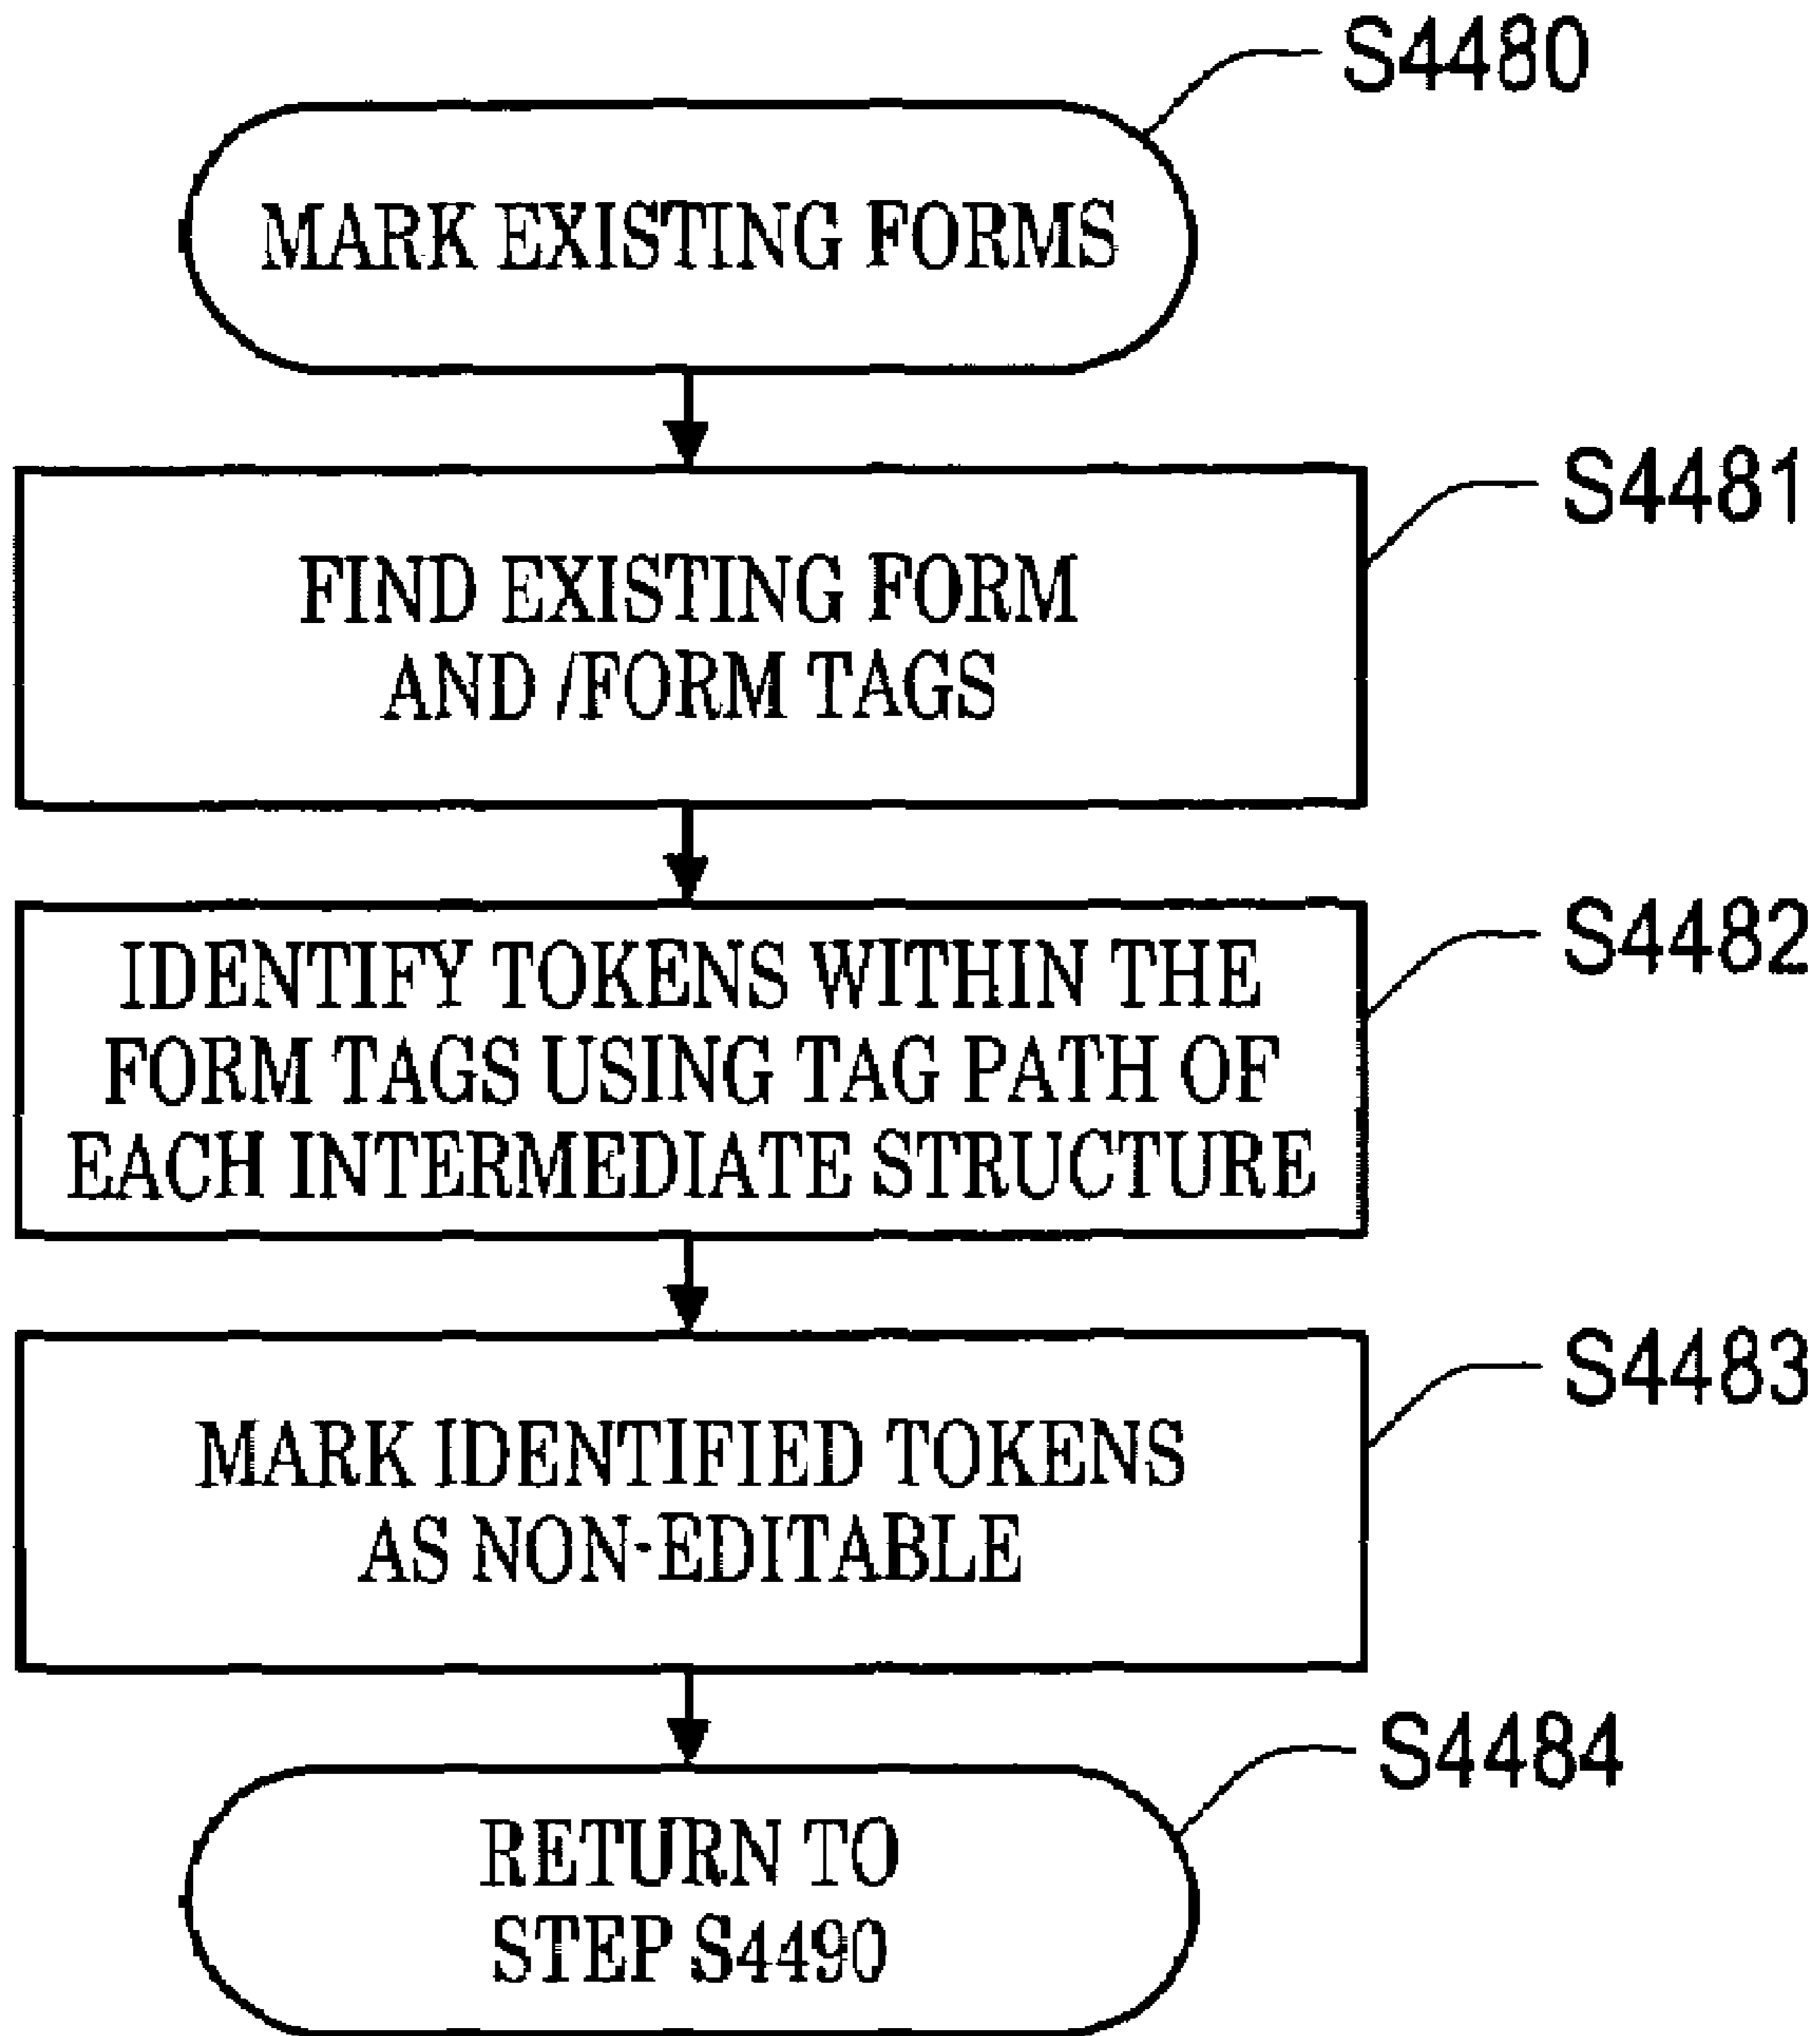 S4480
MARK EXISTING FORMS
S4481
FIND EXISTING FORM
AND /FORM TAGS
S4482
IDENTIFY TOKENS WITHIN THE
FORM TAGS USING TAG PATH OF
EACH INTERMEDIATE STRUCTURE
S4483
MARK IDENTIFIED TOKENS
AS NON-EDITABLE
S4484
RETURN TO
STEP S4490